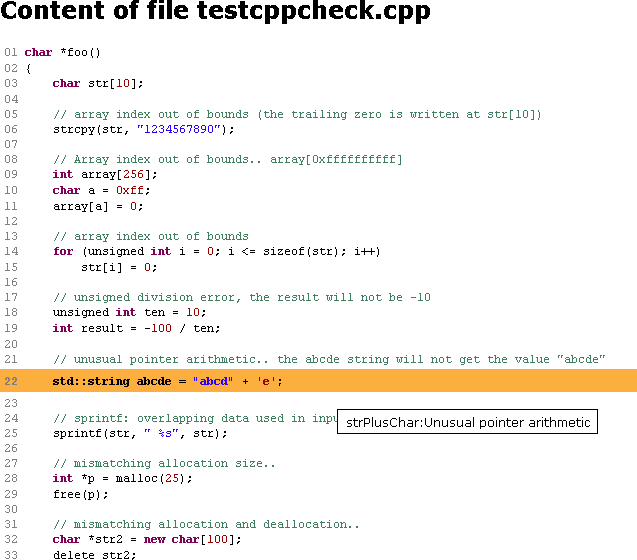 Content of file testcppcheck.cpp
01 char *foo()
02 {
03     char str[10];
04
05     // array index out of bounds (the trailing zero is written at str[10])
06     strcpy(str, "1234567890");
07
08     // Array index out of bounds.. array[0xffffffffff]
09     int array[256];
10     char a = 0xff;
11     array[a] = 0;
12
13     // array index out of bounds
14     for (unsigned int i = 0; i <= sizeof(str); i++)
15         str[i] = 0;
16
17     // unsigned division error, the result will not be -10
18     unsigned int ten = 10;
19     int result = -100 / ten;
20
21     // unusual pointer arithmetic.. the abcde string will not get the value "abcde"
22     std::string abcde = "abcd" + 'e';
23
24     // sprintf: overlapping data used in
strPlusChar:Unusual pointer arithmetic
25     sprintf(str, " %s", str);
26
27     // mismatching allocation size..
28     int *p = malloc(25);
29     free(p);
30
31     // mismatching allocation and deallocation..
32     char *str2 = new char[100];
33     delete str2;